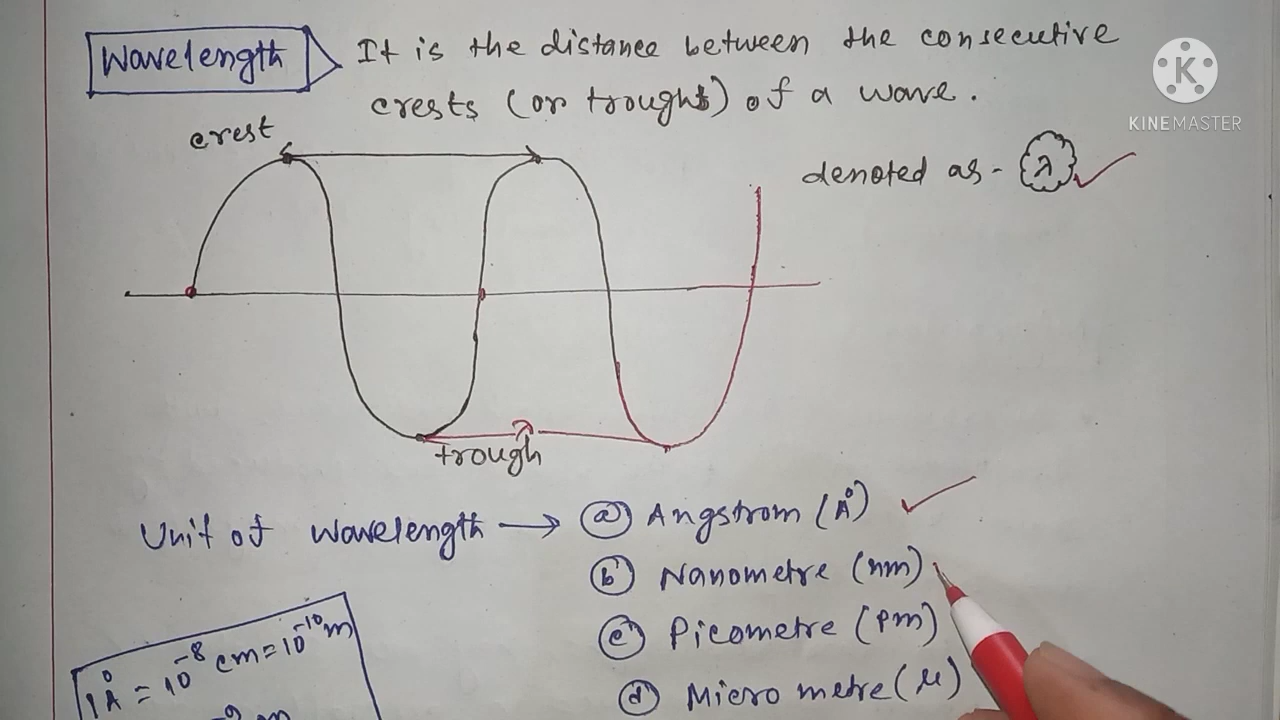 Wavelength It is the distance between the consecutive
crests (or troughs) of a wave.
K
KINEMASTER
crest
denoted as - λ
trough
Unit of wavelength → (a) Angstrom (Å)
(b) Nanometre (nm)
(c) Picometre (pm)
(d) Micro metre (μ)
1 Å = 10⁻⁸ cm = 10⁻¹⁰ m